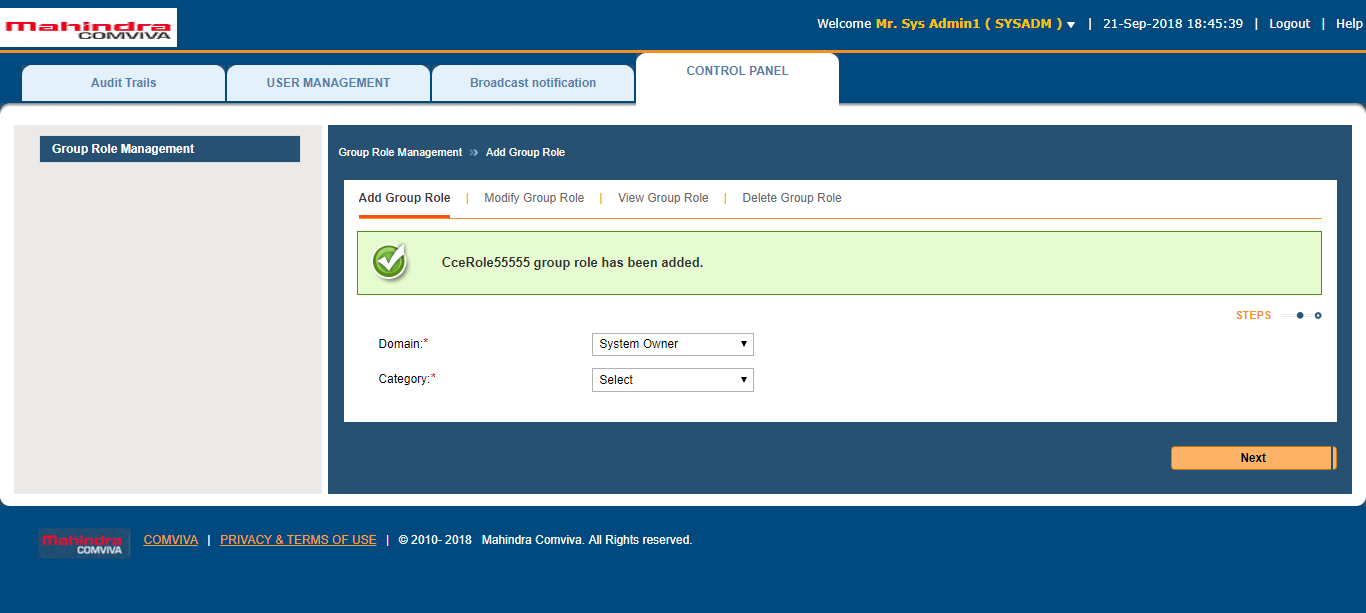 Mahindra
COMVIVA
Welcome Mr. Sys Admin1 ( SYSADM ) | 21-Sep-2018 18:45:39 | Logout | Help
Audit Trails
USER MANAGEMENT
Broadcast notification
CONTROL PANEL
Group Role Management
Group Role Management » Add Group Role
Add Group Role | Modify Group Role | View Group Role | Delete Group Role
CceRole55555 group role has been added.
STEPS
Domain:* System Owner
Category:* Select
Next
Mahindra
COMVIVA
COMVIVA | PRIVACY & TERMS OF USE | © 2010- 2018 Mahindra Comviva. All Rights reserved.